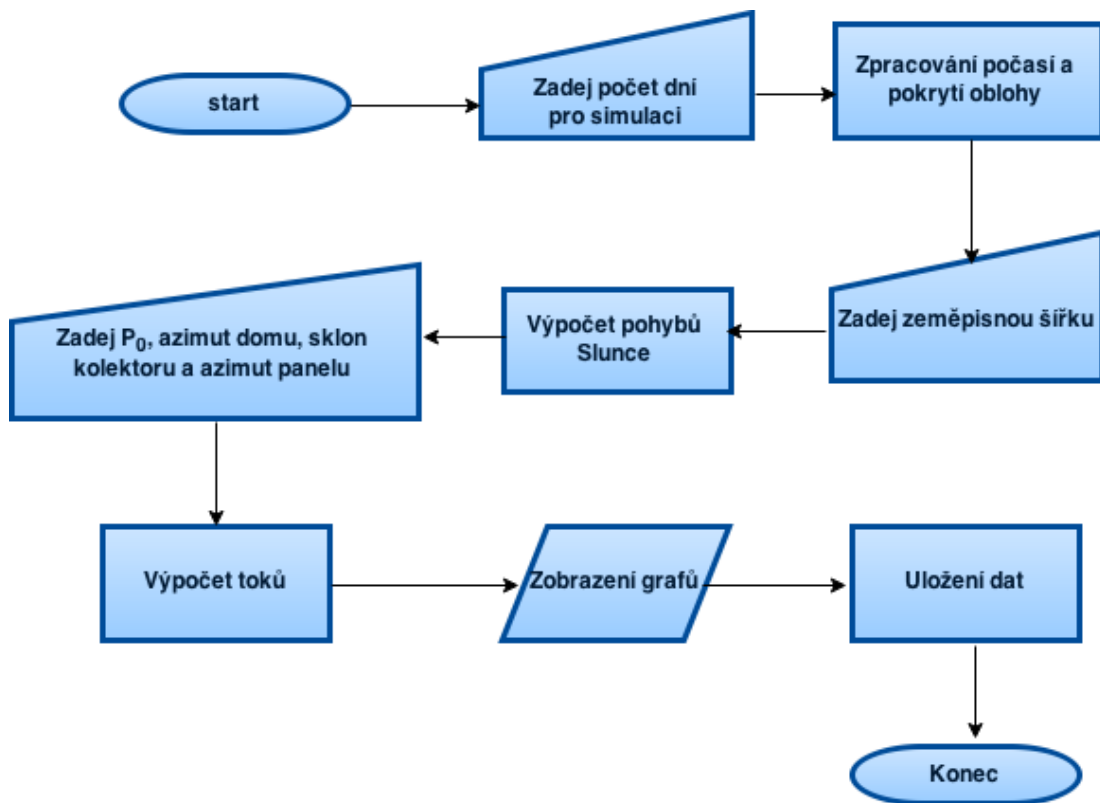 start
Zadej počet dní
pro simulaci
Zpracování počasí a
pokrytí oblohy
Zadej zeměpisnou šířku
Výpočet pohybů
Slunce
Zadej P₀, azimut domu, sklon
kolektoru a azimut panelu
Výpočet toků
Zobrazení grafů
Uložení dat
Konec